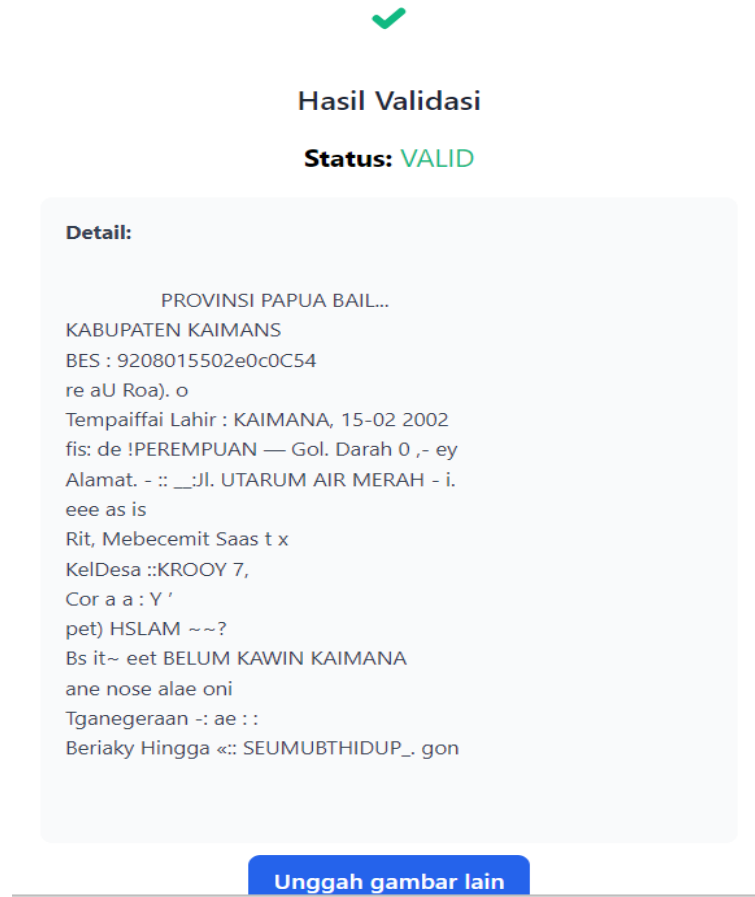 Hasil Validasi
Status: VALID
Detail:
PROVINSI PAPUA BAIL...
KABUPATEN KAIMANS
BES : 9208015502e0c0C54
re aU Roa). o
Tempaiffai Lahir : KAIMANA, 15-02 2002
fis: de !PEREMPUAN — Gol. Darah 0 ,- ey
Alamat. - :: __:Jl. UTARUM AIR MERAH - i.
eee as is
Rit, Mebecemit Saas t x
KelDesa ::KROOY 7,
Cor a a : Y ‘
pet) HSLAM ~~?
Bs it~ eet BELUM KAWIN KAIMANA
ane nose alae oni
Tganegeraan -: ae : :
Beriaky Hingga «:: SEUMUBTHIDUP_. gon
Unggah gambar lain